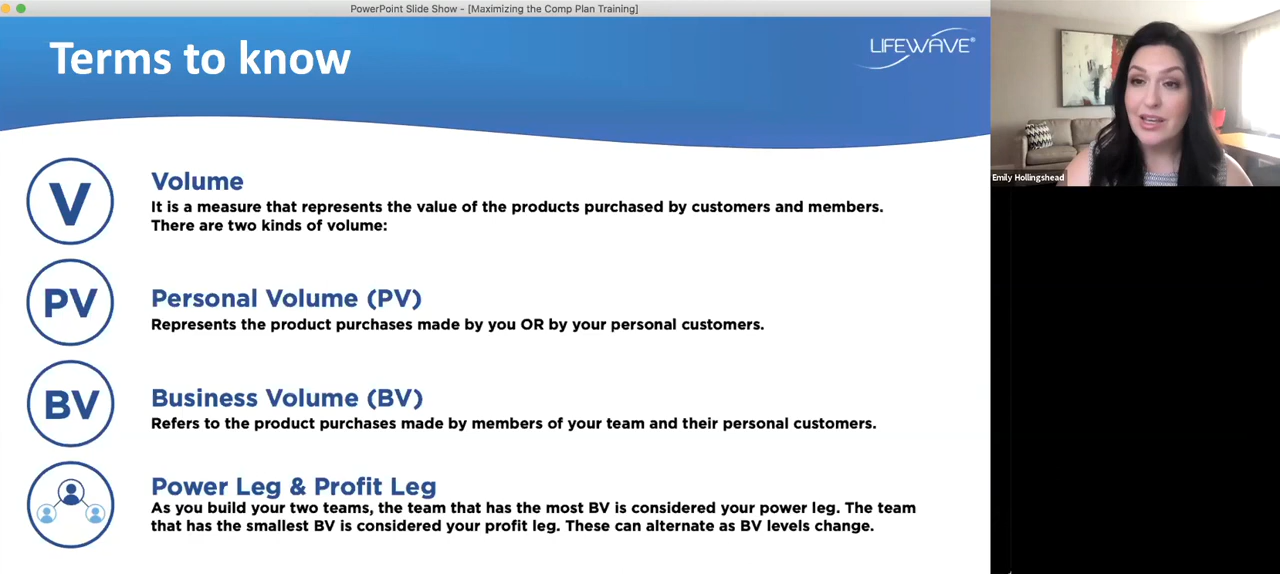 PowerPoint Slide Show - [Maximizing the Comp Plan Training]
Terms to know
LIFEWAVE®
V
Volume
It is a measure that represents the value of the products purchased by customers and members.
There are two kinds of volume:
PV
Personal Volume (PV)
Represents the product purchases made by you OR by your personal customers.
BV
Business Volume (BV)
Refers to the product purchases made by members of your team and their personal customers.
Power Leg & Profit Leg
As you build your two teams, the team that has the most BV is considered your power leg. The team
that has the smallest BV is considered your profit leg. These can alternate as BV levels change.
Emily Hollingshead